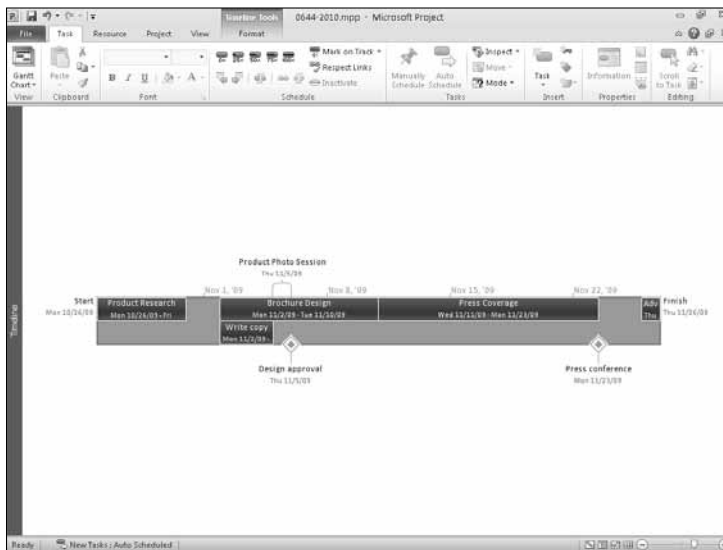 Timeline Tools
0644-2010.mpp - Microsoft Project
File Task Resource Project View Format
Gantt Chart
Paste
B I U A
Mark on Track
Respect Links
Inactivate
Manually Schedule
Auto Schedule
Inspect
Move
Mode
Task
Information
Scroll to Task
View Clipboard Font Schedule Tasks Insert Properties Editing
Timeline
Product Photo Session
Thu 11/5/09
Nov 1, '09 Nov 8, '09 Nov 15, '09 Nov 22, '09
Start
Mon 10/26/09
Product Research
Mon 10/26/09 - Fri
Brochure Design
Mon 11/2/09 - Tue 11/10/09
Press Coverage
Wed 11/11/09 - Mon 11/23/09
Adv
Thu
Finish
Thu 11/26/09
Write copy
Mon 11/2/09 -
Design approval
Thu 11/5/09
Press conference
Mon 11/23/09
Ready New Tasks : Auto Scheduled